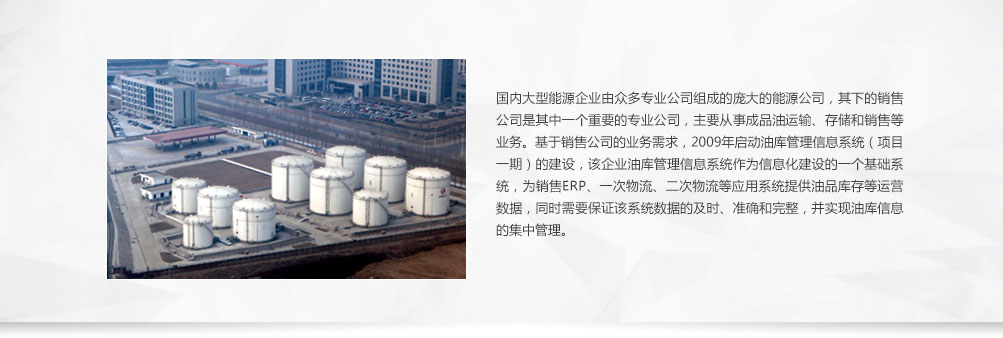 国内大型能源企业由众多专业公司组成的庞大的能源公司，其下的销售
公司是其中一个重要的专业公司，主要从事成品油运输、存储和销售等
业务。基于销售公司的业务需求，2009年启动油库管理信息系统（项目
一期）的建设，该企业油库管理信息系统作为信息化建设的一个基础系
统，为销售ERP、一次物流、二次物流等应用系统提供油品库存等运营
数据，同时需要保证该系统数据的及时、准确和完整，并实现油库信息
的集中管理。